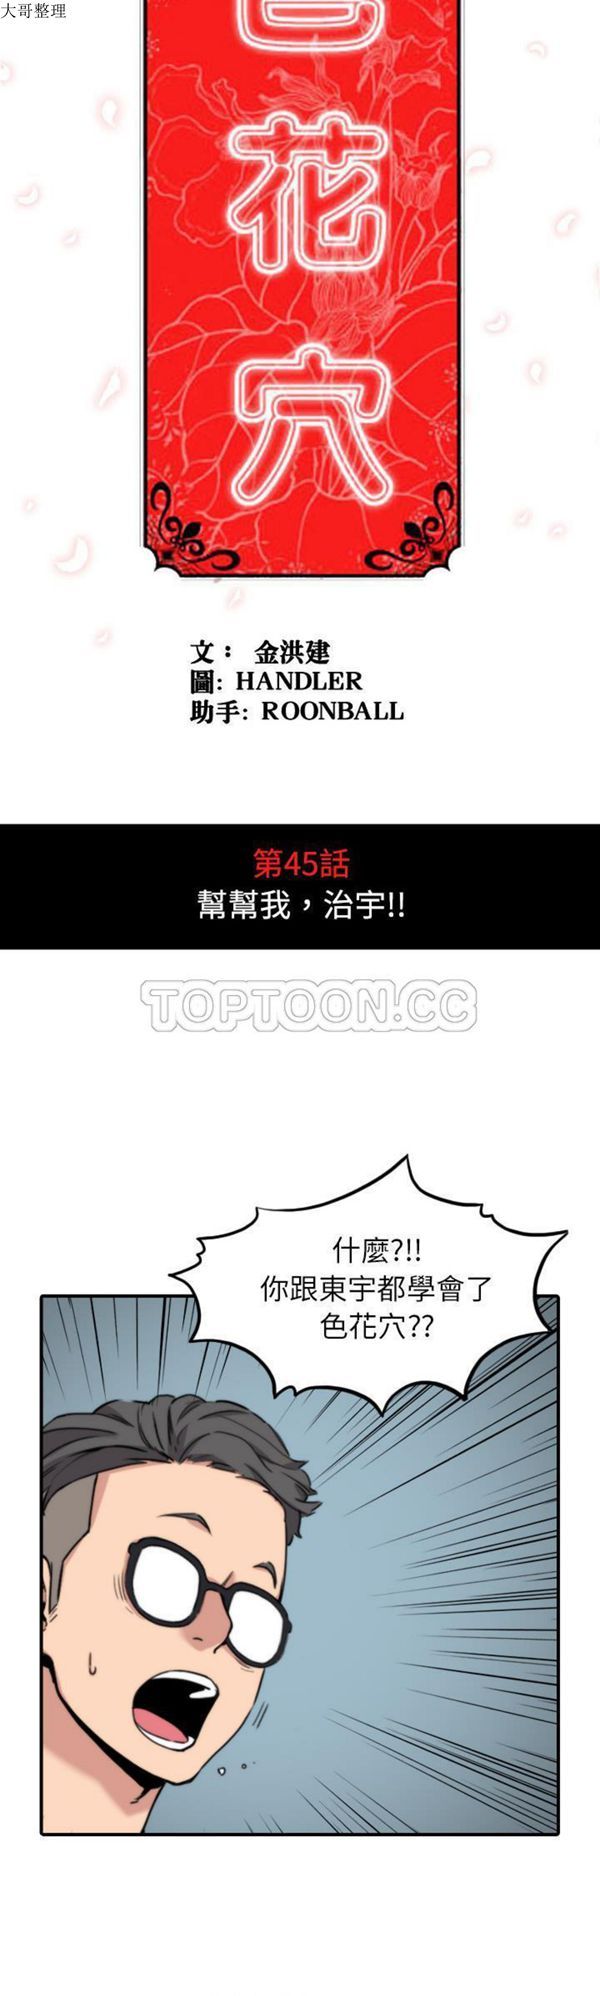 大哥整理
色
花
穴
文： 金洪建
圖: HANDLER
助手: ROONBALL
第45話
幫幫我，治宇!!
TOPTOON.CC
什麼?!!
你跟東宇都學會了
色花穴??